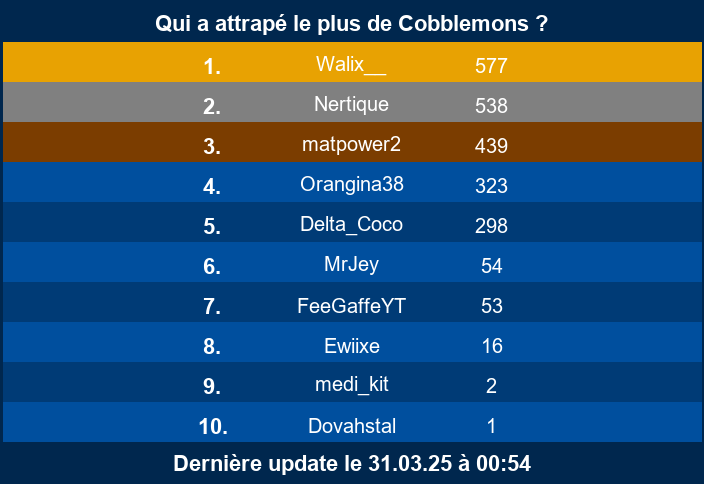 Qui a attrapé le plus de Cobblemons ?
1. Walix__ 577
2. Nertique 538
3. matpower2 439
4. Orangina38 323
5. Delta_Coco 298
6. MrJey 54
7. FeeGaffeYT 53
8. Ewiixe 16
9. medi_kit 2
10. Dovahstal 1
Dernière update le 31.03.25 à 00:54